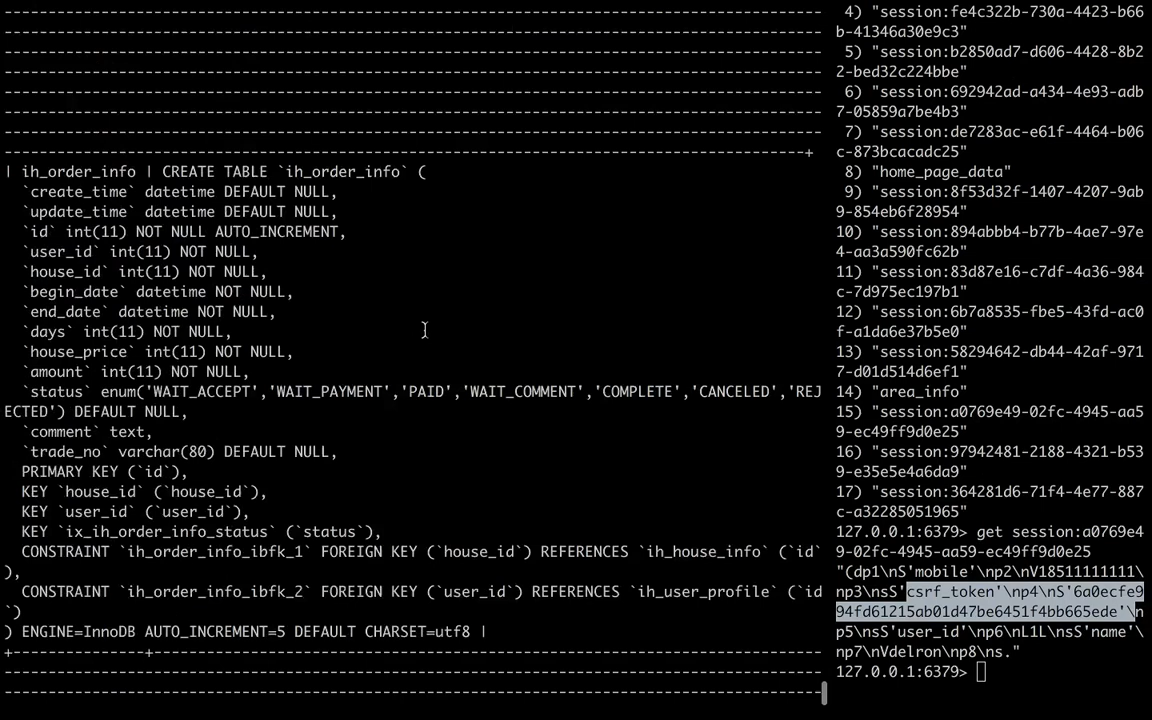 | ih_order_info | CREATE TABLE `ih_order_info` (
  `create_time` datetime DEFAULT NULL,
  `update_time` datetime DEFAULT NULL,
  `id` int(11) NOT NULL AUTO_INCREMENT,
  `user_id` int(11) NOT NULL,
  `house_id` int(11) NOT NULL,
  `begin_date` datetime NOT NULL,
  `end_date` datetime NOT NULL,
  `days` int(11) NOT NULL,
  `house_price` int(11) NOT NULL,
  `amount` int(11) NOT NULL,
  `status` enum('WAIT_ACCEPT','WAIT_PAYMENT','PAID','WAIT_COMMENT','COMPLETE','CANCELED','REJ
ECTED') DEFAULT NULL,
  `comment` text,
  `trade_no` varchar(80) DEFAULT NULL,
  PRIMARY KEY (`id`),
  KEY `house_id` (`house_id`),
  KEY `user_id` (`user_id`),
  KEY `ix_ih_order_info_status` (`status`),
  CONSTRAINT `ih_order_info_ibfk_1` FOREIGN KEY (`house_id`) REFERENCES `ih_house_info` (`id`
),
  CONSTRAINT `ih_order_info_ibfk_2` FOREIGN KEY (`user_id`) REFERENCES `ih_user_profile` (`id
`)
) ENGINE=InnoDB AUTO_INCREMENT=5 DEFAULT CHARSET=utf8 |
 4) "session:fe4c322b-730a-4423-b66
b-41346a30e9c3"
 5) "session:b2850ad7-d606-4428-8b2
2-bed32c224bbe"
 6) "session:692942ad-a434-4e93-adb
7-05859a7be4b3"
 7) "session:de7283ac-e61f-4464-b06
c-873bcacadc25"
 8) "home_page_data"
 9) "session:8f53d32f-1407-4207-9ab
9-854eb6f28954"
10) "session:894abbb4-b77b-4ae7-97e
4-aa3a590fc62b"
11) "session:83d87e16-c7df-4a36-984
c-7d975ec197b1"
12) "session:6b7a8535-fbe5-43fd-ac0
f-a1da6e37b5e0"
13) "session:58294642-db44-42af-971
7-d01d514d6ef1"
14) "area_info"
15) "session:a0769e49-02fc-4945-aa5
9-ec49ff9d0e25"
16) "session:97942481-2188-4321-b53
9-e35e5e4a6da9"
17) "session:364281d6-71f4-4e77-887
c-a32285051965"
127.0.0.1:6379> get session:a0769e4
9-02fc-4945-aa59-ec49ff9d0e25
"(dp1\nS'mobile'\np2\nV18511111111\
np3\nsS'csrf_token'\np4\nS'6a0ecfe9
94fd61215ab01d47be6451f4bb665ede'\n
p5\nsS'user_id'\np6\nL1L\nsS'name'\
np7\nVdelron\np8\ns."
127.0.0.1:6379>